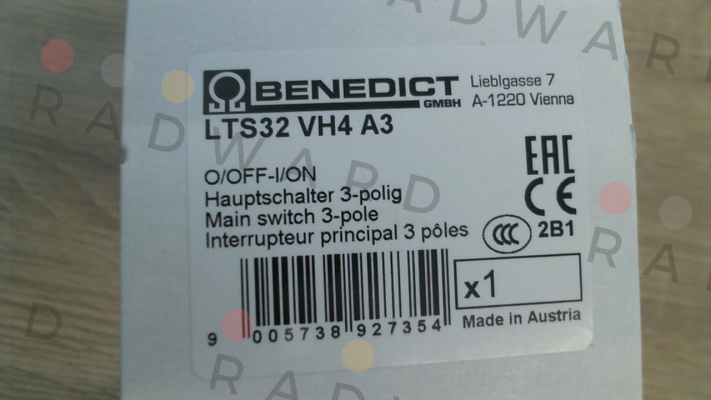 BENEDICT
GMBH
Lieblgasse 7
A-1220 Vienna
LTS32 VH4 A3
O/OFF-I/ON
Hauptschalter 3-polig
Main switch 3-pole
Interrupteur principal 3 pôles
EAC
CE
CCC
2B1
x1
9 005738 927354
Made in Austria
RADWARD
RADWARD